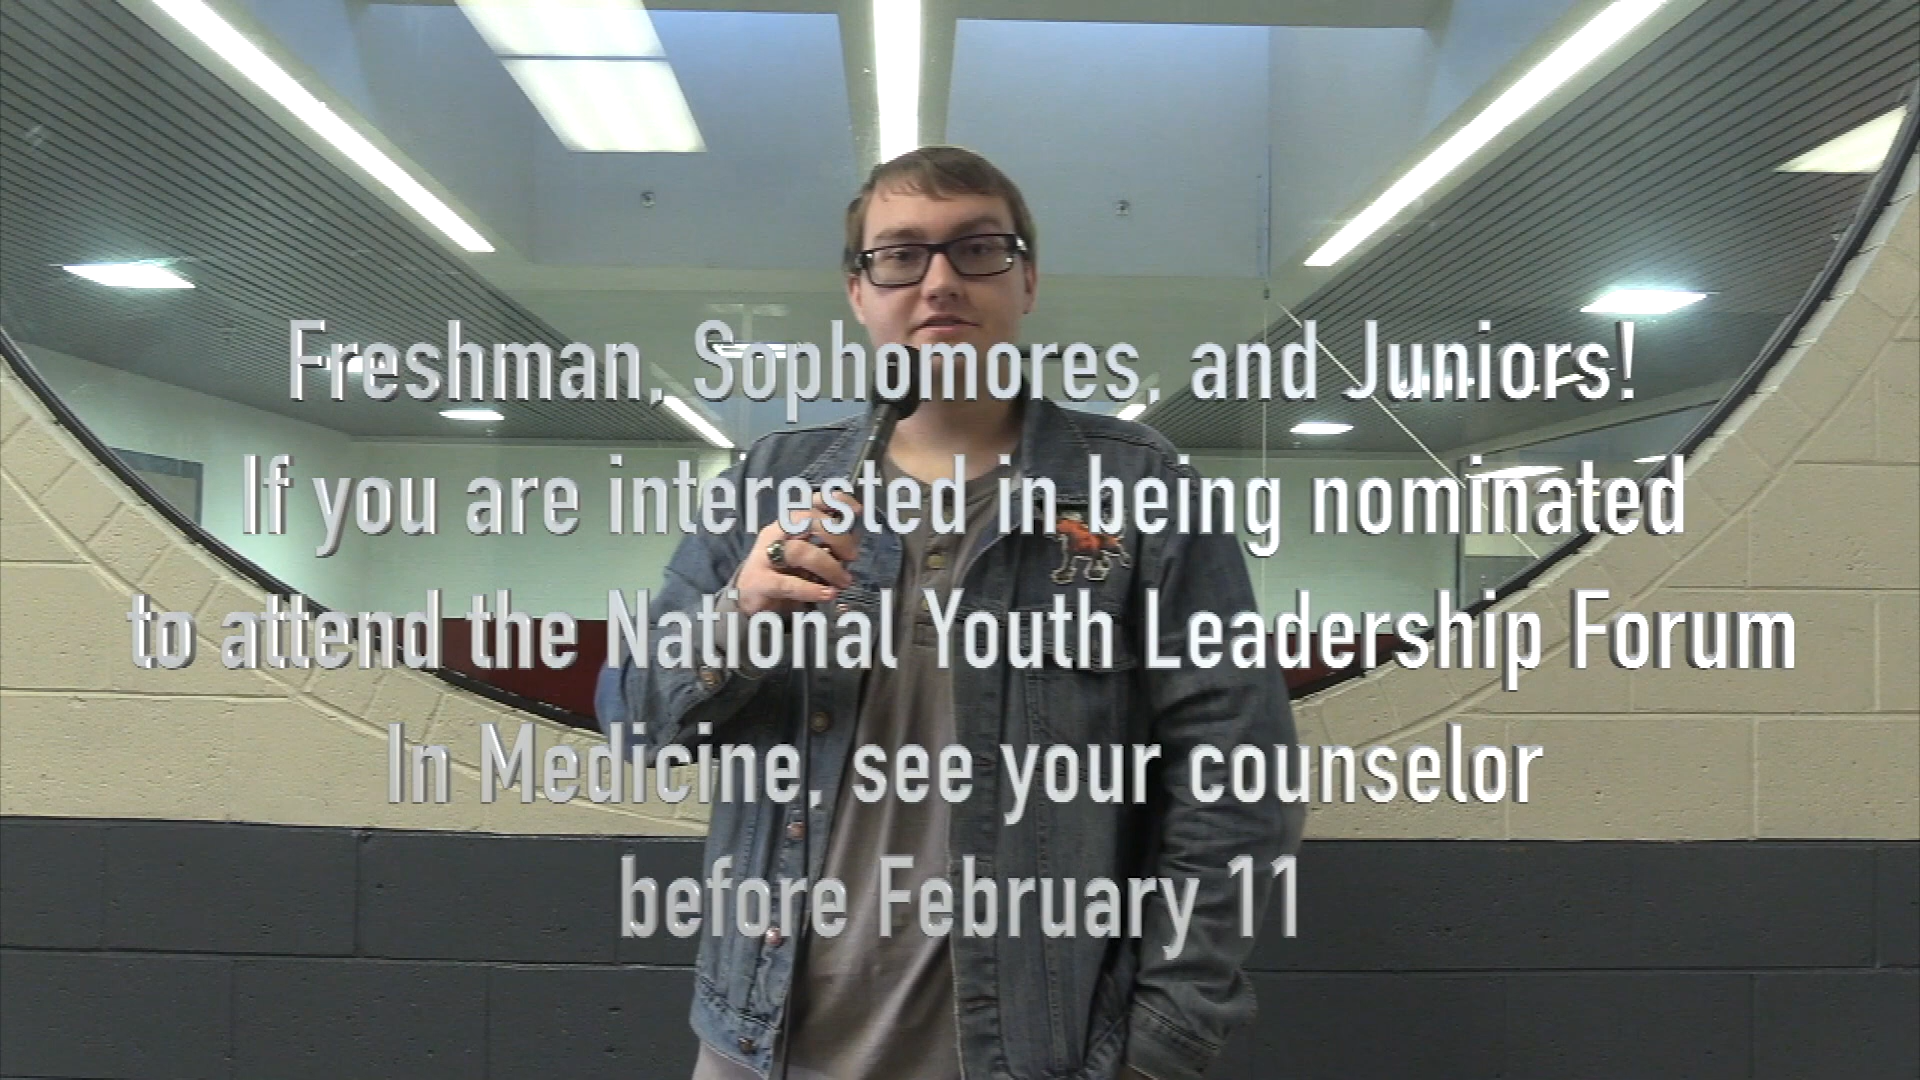 Freshman, Sophomores, and Juniors!
If you are interested in being nominated
to attend the National Youth Leadership Forum
In Medicine, see your counselor
before February 11